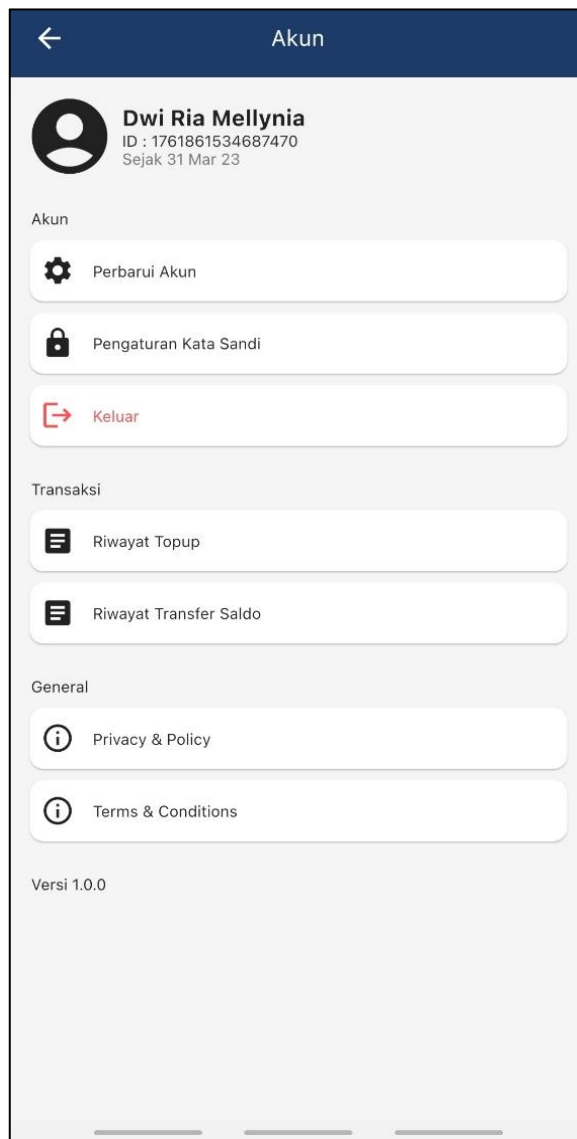 Akun
Dwi Ria Mellynia
ID : 1761861534687470
Sejak 31 Mar 23
Akun
Perbarui Akun
Pengaturan Kata Sandi
Keluar
Transaksi
Riwayat Topup
Riwayat Transfer Saldo
General
Privacy & Policy
Terms & Conditions
Versi 1.0.0